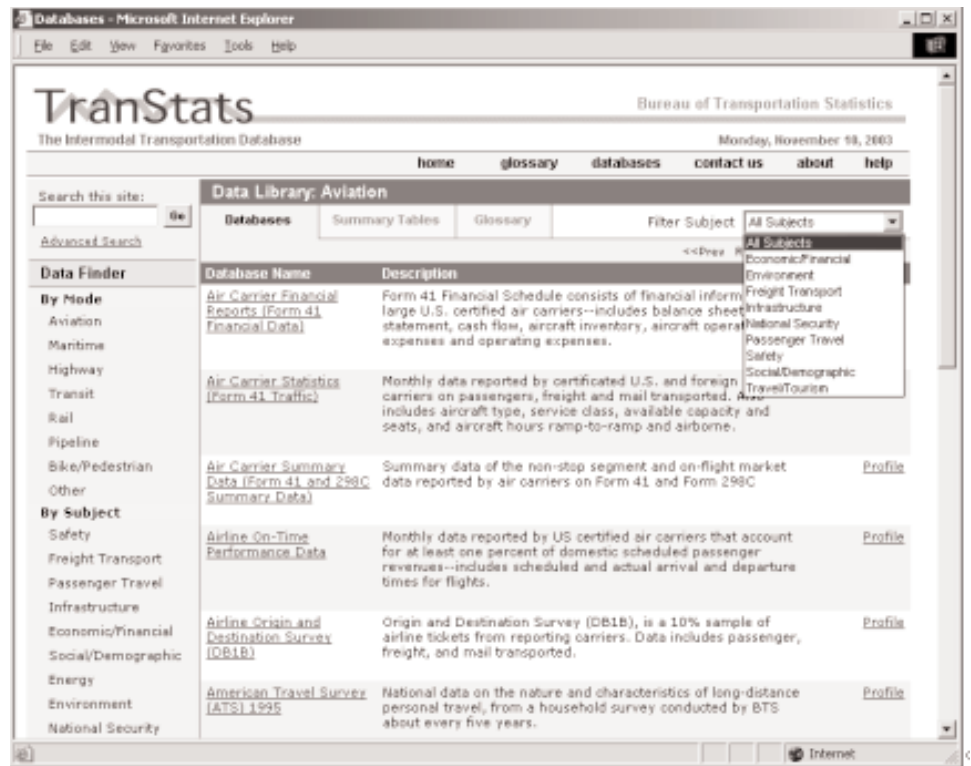 Databases - Microsoft Internet Explorer
File Edit View Favorites Tools Help
TranStats
Bureau of Transportation Statistics
The Intermodal Transportation Database
Monday, November 10, 2003
home glossary databases contact us about help
Search this site:
Go
Advanced Search
Data Finder
By Mode
Aviation
Maritime
Highway
Transit
Rail
Pipeline
Bike/Pedestrian
Other
By Subject
Safety
Freight Transport
Passenger Travel
Infrastructure
Economic/Financial
Social/Demographic
Energy
Environment
National Security
Data Library: Aviation
Databases Summary Tables Glossary
Filter Subject All Subjects
All Subjects
Economic/Financial
Environment
Freight Transport
Infrastructure
National Security
Passenger Travel
Safety
Social/Demographic
Travel/Tourism
<<Prev
Database Name Description
Air Carrier Financial
Reports (Form 41
Financial Data)
Form 41 Financial Schedule consists of financial inform
large U.S. certified air carriers--includes balance sheet
statement, cash flow, aircraft inventory, aircraft operat
expenses and operating expenses.
Air Carrier Statistics
(Form 41 Traffic)
Monthly data reported by certificated U.S. and foreign
carriers on passengers, freight and mail transported. Also
includes aircraft type, service class, available capacity and
seats, and aircraft hours ramp-to-ramp and airborne.
Air Carrier Summary
Data (Form 41 and 298C
Summary Data)
Summary data of the non-stop segment and on-flight market
data reported by air carriers on Form 41 and Form 298C
Profile
Airline On-Time
Performance Data
Monthly data reported by US certified air carriers that account
for at least one percent of domestic scheduled passenger
revenues--includes scheduled and actual arrival and departure
times for flights.
Profile
Airline Origin and
Destination Survey
(DB1B)
Origin and Destination Survey (DB1B), is a 10% sample of
airline tickets from reporting carriers. Data includes passenger,
freight, and mail transported.
Profile
American Travel Survey
(ATS) 1995
National data on the nature and characteristics of long-distance
personal travel, from a household survey conducted by BTS
about every five years.
Profile
Internet